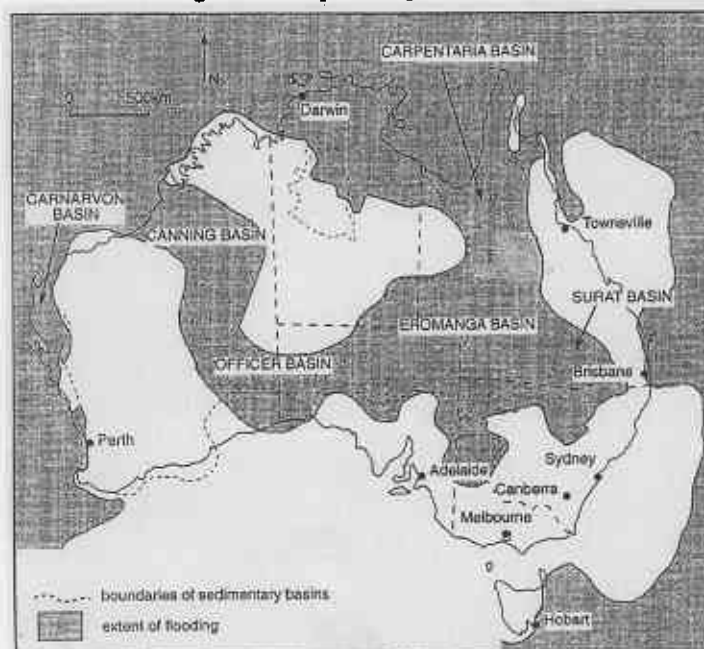 CARPENTARIA BASIN
N
0 500km
Darwin
CARNARVON
BASIN
CANNING BASIN
Townsville
SURAT BASIN
EROMANGA BASIN
OFFICER BASIN
Brisbane
Perth
Adelaide
Sydney
Canberra
Melbourne
boundaries of sedimentary basins
extent of flooding
Hobart